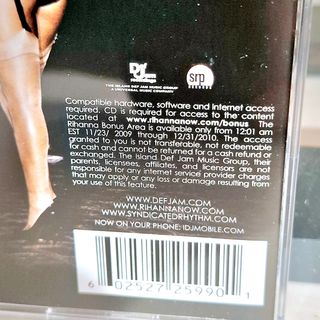 Def Jam
recordings
THE ISLAND DEF JAM MUSIC GROUP
A UNIVERSAL MUSIC COMPANY
srp
RECORDS
Compatible hardware, software and internet access
required. CD is required for access to the content
located at www.rihannanow.com/bonus The
Rihanna Bonus Area is available only from 12:01 am
EST 11/23/ 2009 through 12/31/2010. The access
granted to you is not transferable, not redeemable
for cash and cannot be returned for a cash refund or
exchanged. The Island Def Jam Music Group, their
parents, licensees, affiliates, and licensors are not
responsible for any internet service provider charges
that may apply or any loss or damage resulting from
your use of this feature.
WWW.DEFJAM.COM
WWW.RIHANNANOW.COM
WWW.SYNDICATEDRHYTHM.COM
NOW ON YOUR PHONE: IDJMOBILE.COM
6 02527 25990 1